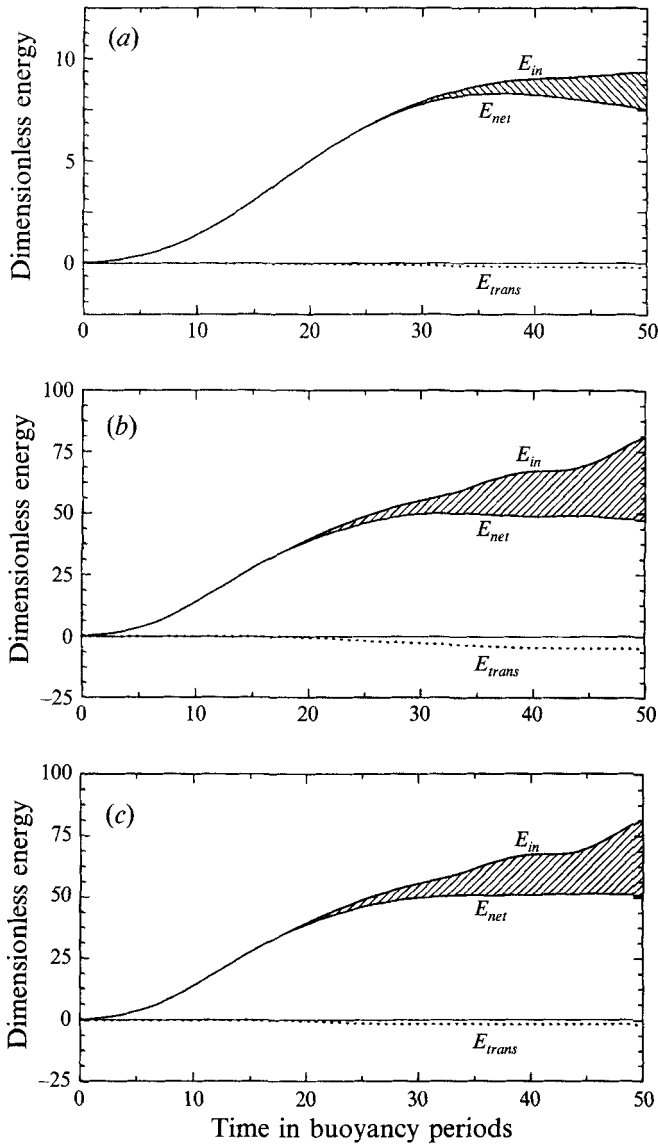 (a)
Dimensionless energy
10
5
0
E_in
E_net
E_trans
0 10 20 30 40 50
(b)
Dimensionless energy
100
75
50
25
0
−25
E_in
E_net
E_trans
0 10 20 30 40 50
(c)
Dimensionless energy
100
75
50
25
0
−25
E_in
E_net
E_trans
0 10 20 30 40 50
Time in buoyancy periods